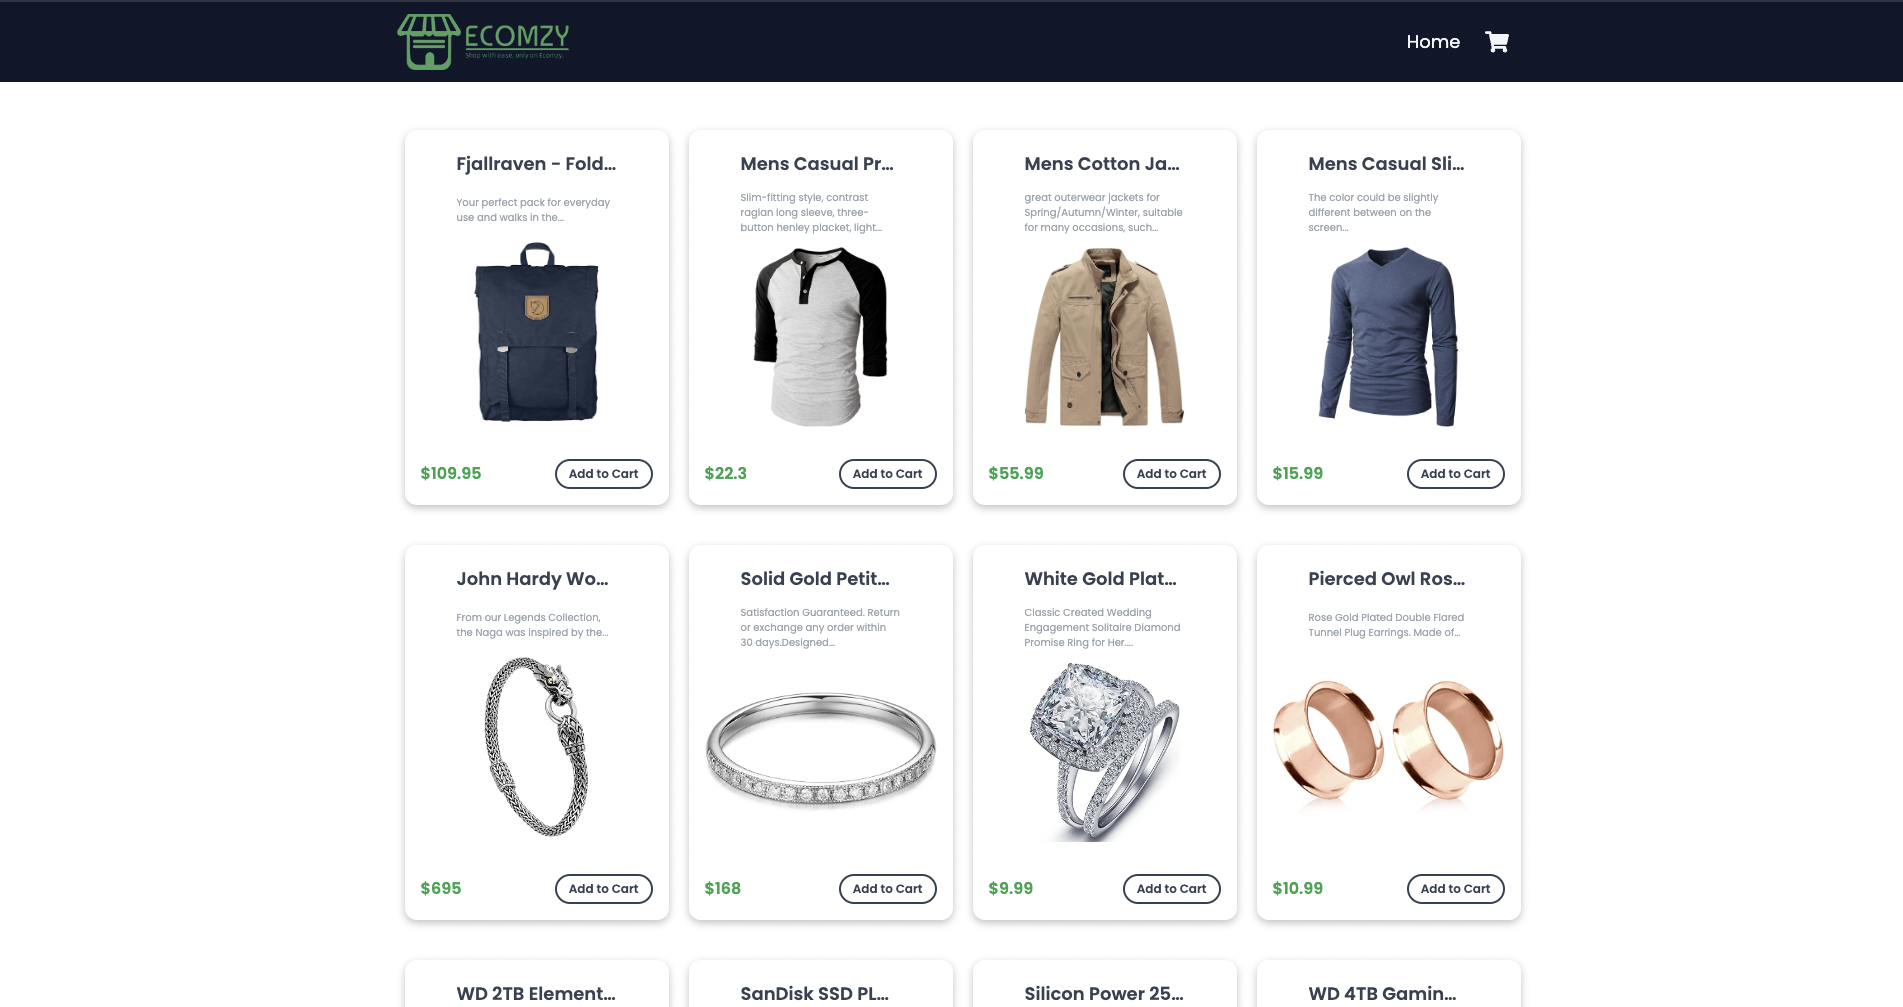 ECOMZY
Shop with ease, only on Ecomzy.
Home
Fjallraven - Fold...
Your perfect pack for everyday
use and walks in the...
$109.95
Add to Cart
Mens Casual Pr...
Slim-fitting style, contrast
raglan long sleeve, three-
button henley placket, light...
$22.3
Add to Cart
Mens Cotton Ja...
great outerwear jackets for
Spring/Autumn/Winter, suitable
for many occasions, such...
$55.99
Add to Cart
Mens Casual Sli...
The color could be slightly
different between on the
screen...
$15.99
Add to Cart
John Hardy Wo...
From our Legends Collection,
the Naga was inspired by the...
$695
Add to Cart
Solid Gold Petit...
Satisfaction Guaranteed. Return
or exchange any order within
30 days.Designed...
$168
Add to Cart
White Gold Plat...
Classic Created Wedding
Engagement Solitaire Diamond
Promise Ring for Her....
$9.99
Add to Cart
Pierced Owl Ros...
Rose Gold Plated Double Flared
Tunnel Plug Earrings. Made of...
$10.99
Add to Cart
WD 2TB Element...
SanDisk SSD PL...
Silicon Power 25...
WD 4TB Gamin...